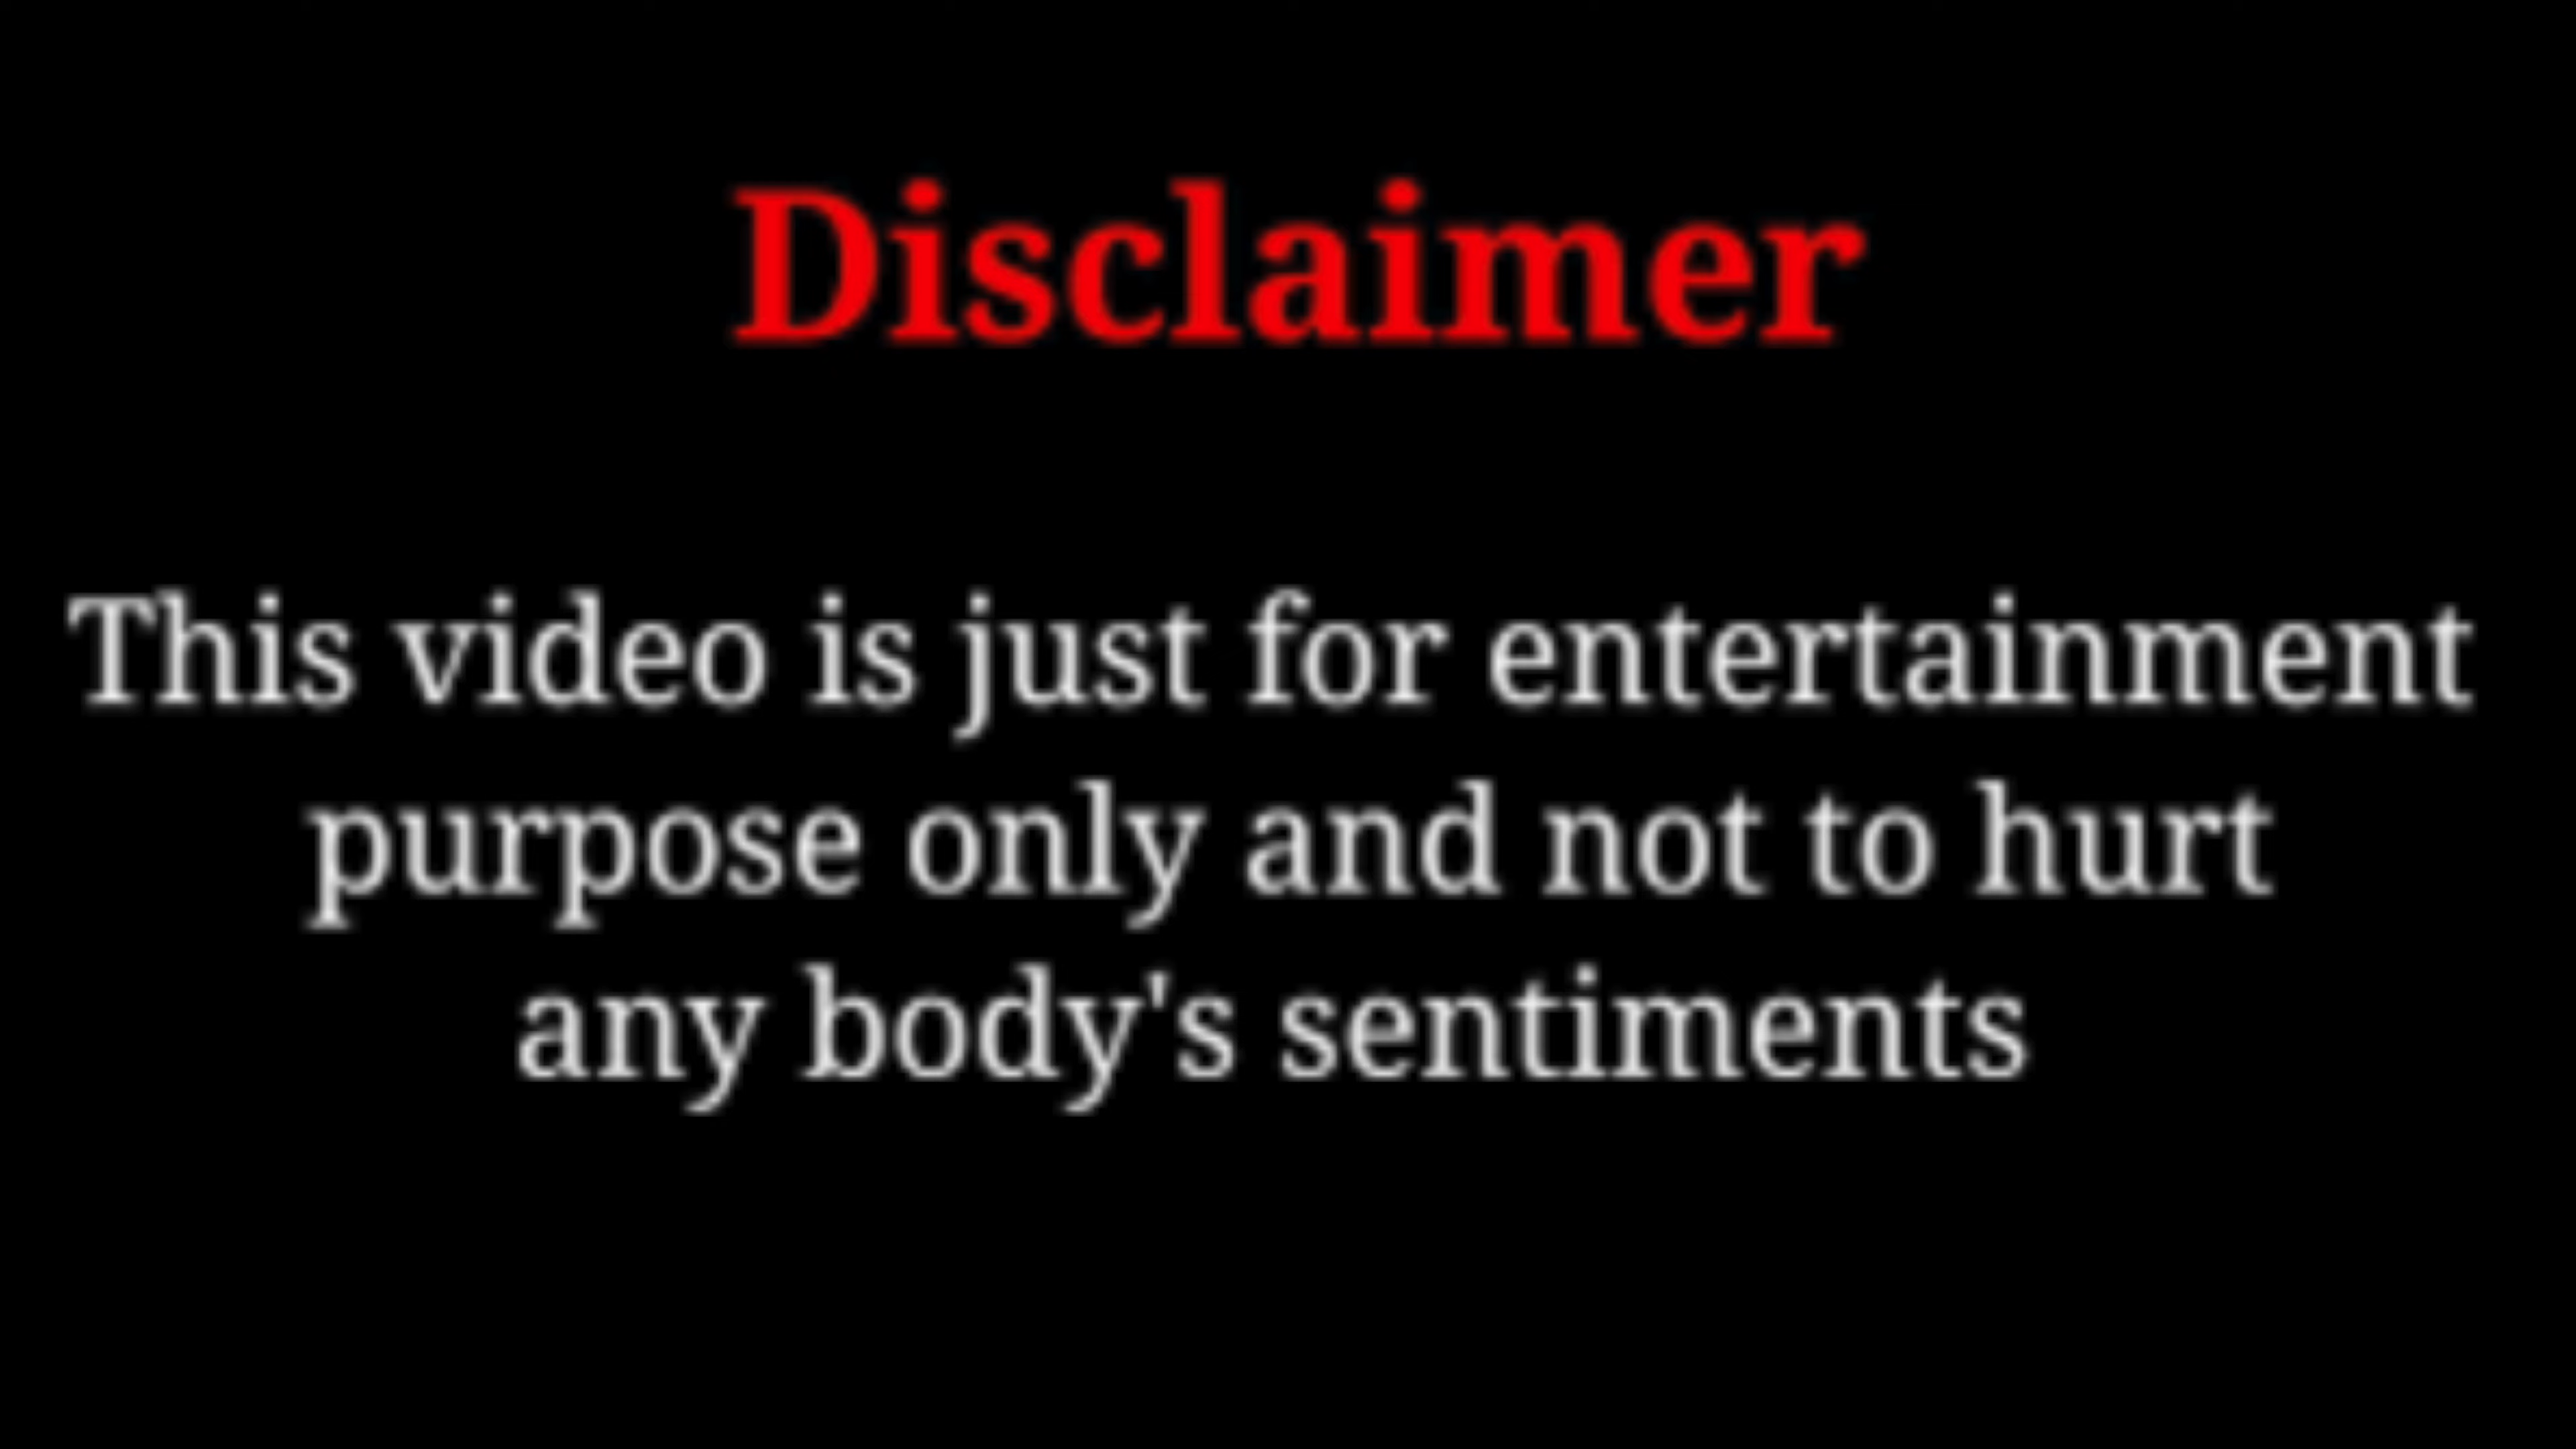 Disclaimer
This video is just for entertainment
purpose only and not to hurt
any body's sentiments